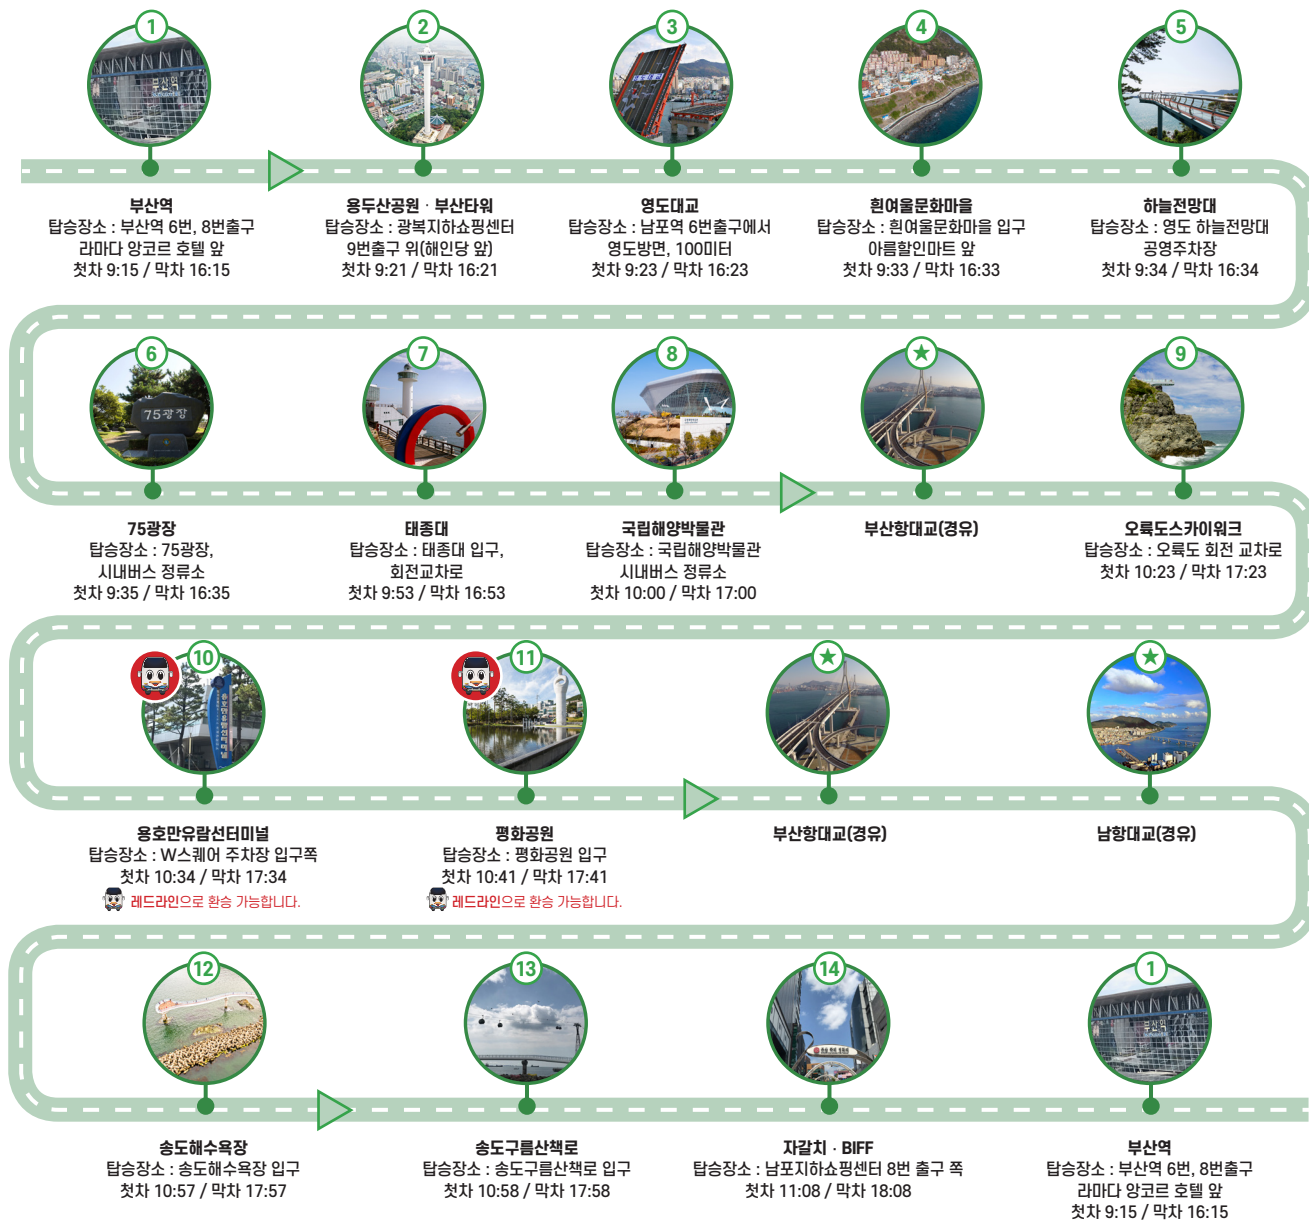 1
2
3
4
5
부산역
부산역
탑승장소 : 부산역 6번, 8번출구
라마다 앙코르 호텔 앞
첫차 9:15 / 막차 16:15
용두산공원 · 부산타워
탑승장소 : 광복지하쇼핑센터
9번출구 위(해인당 앞)
첫차 9:21 / 막차 16:21
영도대교
탑승장소 : 남포역 6번출구에서
영도방면, 100미터
첫차 9:23 / 막차 16:23
흰여울문화마을
탑승장소 : 흰여울문화마을 입구
아름할인마트 앞
첫차 9:33 / 막차 16:33
하늘전망대
탑승장소 : 영도 하늘전망대
공영주차장
첫차 9:34 / 막차 16:34
6
7
8
★
9
75광장
75광장
탑승장소 : 75광장,
시내버스 정류소
첫차 9:35 / 막차 16:35
태종대
탑승장소 : 태종대 입구,
회전교차로
첫차 9:53 / 막차 16:53
국립해양박물관
탑승장소 : 국립해양박물관
시내버스 정류소
첫차 10:00 / 막차 17:00
부산항대교(경유)
오륙도스카이워크
탑승장소 : 오륙도 회전 교차로
첫차 10:23 / 막차 17:23
10
11
★
★
용호만유람선터미널
용호만유람선터미널
탑승장소 : W스퀘어 주차장 입구쪽
첫차 10:34 / 막차 17:34
레드라인으로 환승 가능합니다.
평화공원
탑승장소 : 평화공원 입구
첫차 10:41 / 막차 17:41
레드라인으로 환승 가능합니다.
부산항대교(경유)
남항대교(경유)
12
13
14
1
부산역
송도해수욕장
탑승장소 : 송도해수욕장 입구
첫차 10:57 / 막차 17:57
송도구름산책로
탑승장소 : 송도구름산책로 입구
첫차 10:58 / 막차 17:58
자갈치 · BIFF
탑승장소 : 남포지하쇼핑센터 8번 출구 쪽
첫차 11:08 / 막차 18:08
부산역
탑승장소 : 부산역 6번, 8번출구
라마다 앙코르 호텔 앞
첫차 9:15 / 막차 16:15